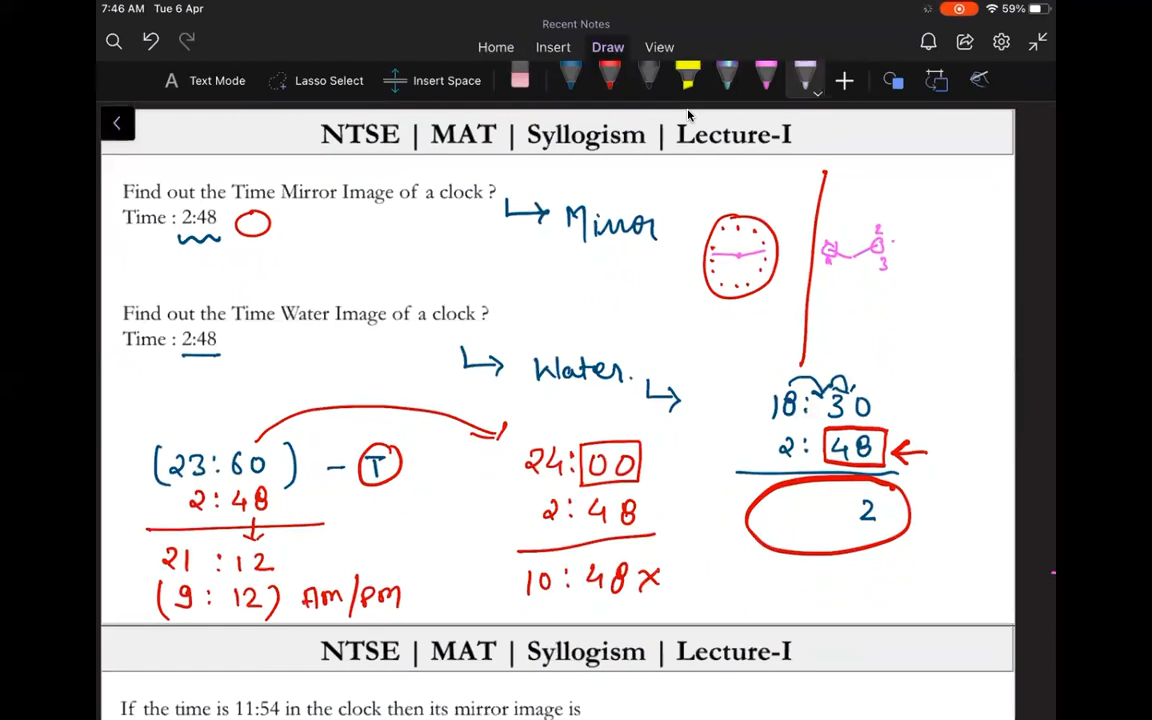 7:46 AM Tue 6 Apr
59%
Recent Notes
Home Insert Draw View
Text Mode Lasso Select Insert Space
NTSE | MAT | Syllogism | Lecture-I
Find out the Time Mirror Image of a clock ?
Time : 2:48
Mirror
2
3
Find out the Time Water Image of a clock ?
Time : 2:48
Water.
18:30
2:48
2
(23:60) - T
2:48
21:12
(9:12) AM/PM
24:00
2:48
10:48x
NTSE | MAT | Syllogism | Lecture-I
If the time is 11:54 in the clock then its mirror image is